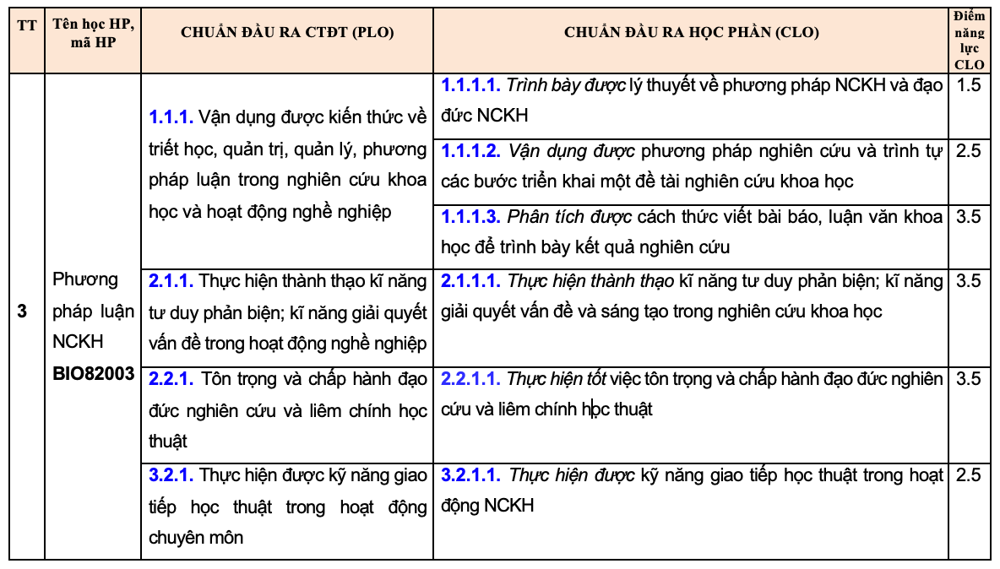 TT
Tên học HP,
mã HP
CHUẨN ĐẦU RA CTĐT (PLO)
CHUẨN ĐẦU RA HỌC PHẦN (CLO)
Điểm
năng
lực
CLO
3
Phương
pháp luận
NCKH
BIO82003
1.1.1. Vận dụng được kiến thức về
triết học, quản trị, quản lý, phương
pháp luận trong nghiên cứu khoa
học và hoạt động nghề nghiệp
1.1.1.1. Trình bày được lý thuyết về phương pháp NCKH và đạo
đức NCKH
1.5
1.1.1.2. Vận dụng được phương pháp nghiên cứu và trình tự
các bước triển khai một đề tài nghiên cứu khoa học
2.5
1.1.1.3. Phân tích được cách thức viết bài báo, luận văn khoa
học để trình bày kết quả nghiên cứu
3.5
2.1.1. Thực hiện thành thạo kĩ năng
tư duy phản biện; kĩ năng giải quyết
vấn đề trong hoạt động nghề nghiệp
2.1.1.1. Thực hiện thành thạo kĩ năng tư duy phản biện; kĩ năng
giải quyết vấn đề và sáng tạo trong nghiên cứu khoa học
3.5
2.2.1. Tôn trọng và chấp hành đạo
đức nghiên cứu và liêm chính học
thuật
2.2.1.1. Thực hiện tốt việc tôn trọng và chấp hành đạo đức nghiên
cứu và liêm chính học thuật
3.5
3.2.1. Thực hiện được kỹ năng giao
tiếp học thuật trong hoạt động
chuyên môn
3.2.1.1. Thực hiện được kỹ năng giao tiếp học thuật trong hoạt
động NCKH
2.5